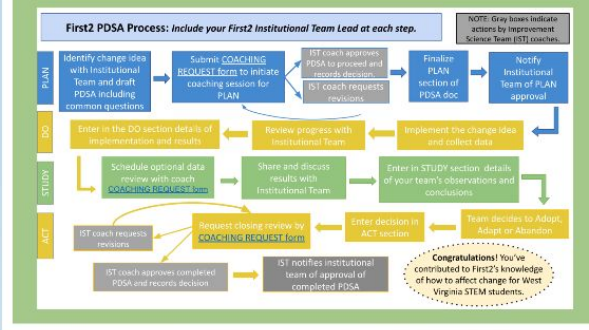 First2 PDSA Process: Include your First2 Institutional Team Lead at each step.
NOTE: Gray boxes indicate
actions by Improvement
Science Team (IST) coaches.
PLAN
Identify change idea
with Institutional
Team and draft
PDSA including
common questions
Submit COACHING
REQUEST form to initiate
coaching session for
PLAN
IST coach approves
PDSA to proceed and
records decision.
IST coach requests
revisions
Finalize
PLAN
section of
PDSA doc
Notify
Institutional
Team of PLAN
approval
DO
Enter in the DO section details of
implementation and results
Review progress with
Institutional Team
Implement the change idea
and collect data
STUDY
Schedule optional data
review with coach
COACHING REQUEST form
Share and discuss
results with
Institutional Team
Enter in STUDY section details
of your team's observations and
conclusions
ACT
IST coach requests
revisions
Request closing review by
COACHING REQUEST form
Enter decision in
ACT section
Team decides to Adopt,
Adapt or Abandon
IST coach approves completed
PDSA and records decision
IST notifies institutional
team of approval of
completed PDSA
Congratulations! You've
contributed to First2's knowledge
of how to affect change for West
Virginia STEM students.